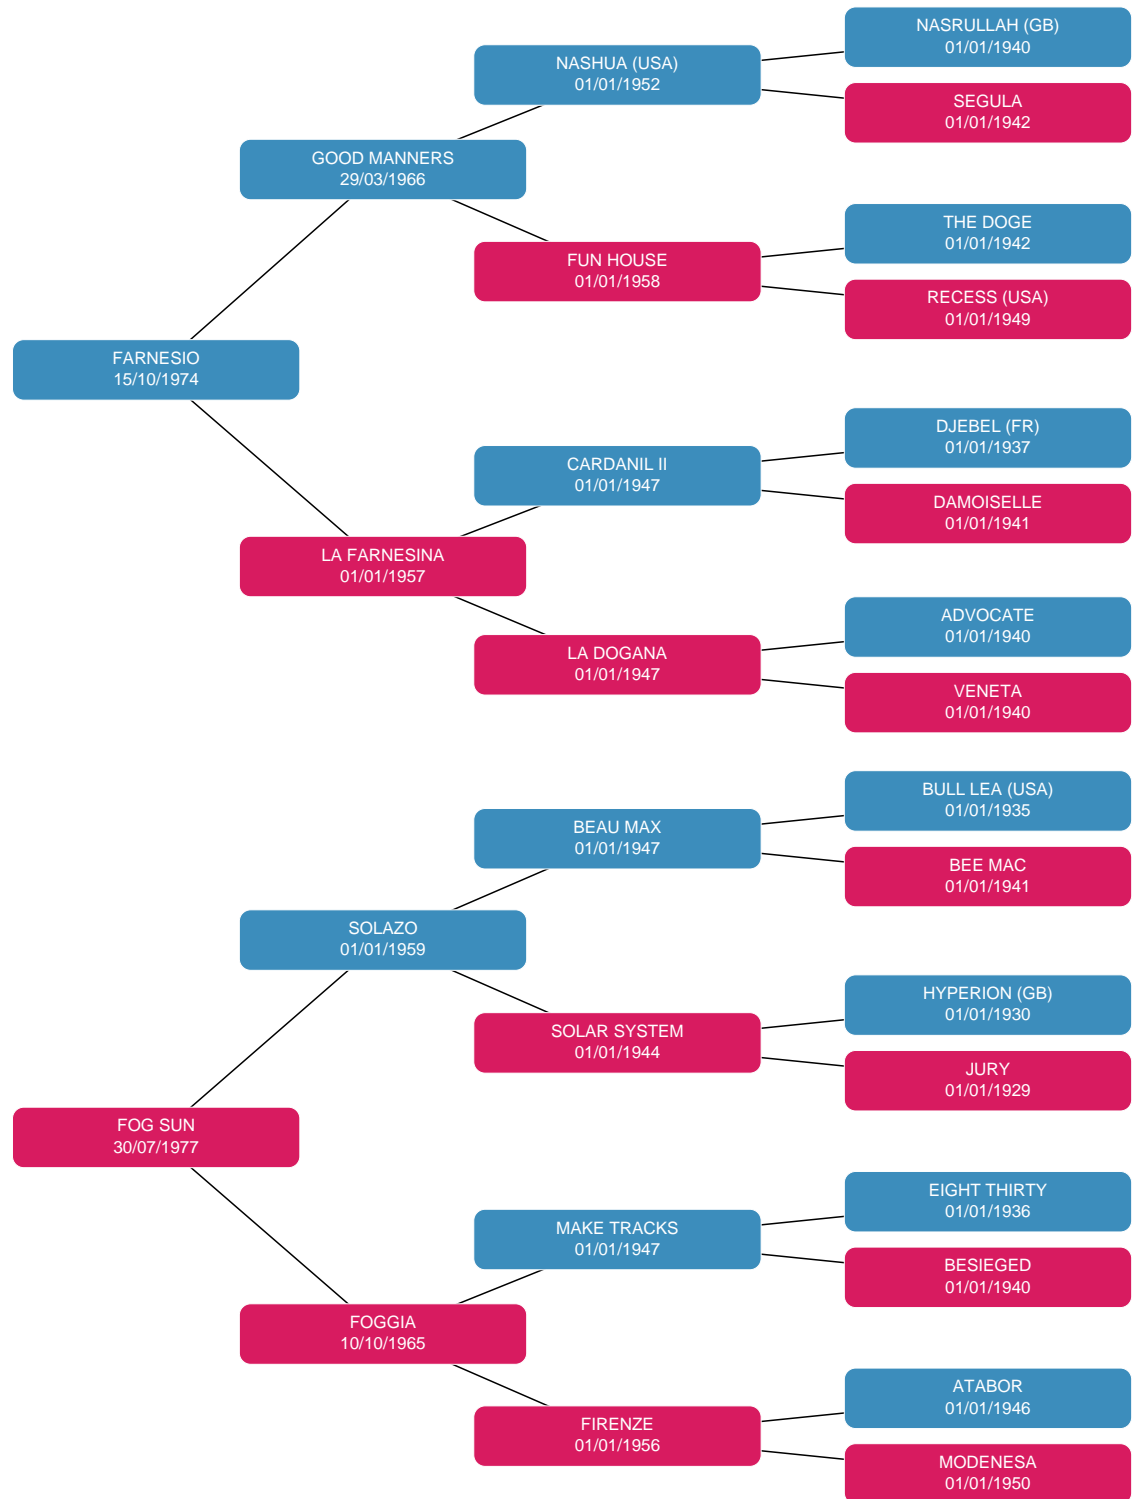 NASRULLAH (GB)
01/01/1940
NASHUA (USA)
01/01/1952
SEGULA
01/01/1942
GOOD MANNERS
29/03/1966
THE DOGE
01/01/1942
FUN HOUSE
01/01/1958
RECESS (USA)
01/01/1949
FARNESIO
15/10/1974
DJEBEL (FR)
01/01/1937
CARDANIL II
01/01/1947
DAMOISELLE
01/01/1941
LA FARNESINA
01/01/1957
ADVOCATE
01/01/1940
LA DOGANA
01/01/1947
VENETA
01/01/1940
BULL LEA (USA)
01/01/1935
BEAU MAX
01/01/1947
BEE MAC
01/01/1941
SOLAZO
01/01/1959
HYPERION (GB)
01/01/1930
SOLAR SYSTEM
01/01/1944
JURY
01/01/1929
FOG SUN
30/07/1977
EIGHT THIRTY
01/01/1936
MAKE TRACKS
01/01/1947
BESIEGED
01/01/1940
FOGGIA
10/10/1965
ATABOR
01/01/1946
FIRENZE
01/01/1956
MODENESA
01/01/1950